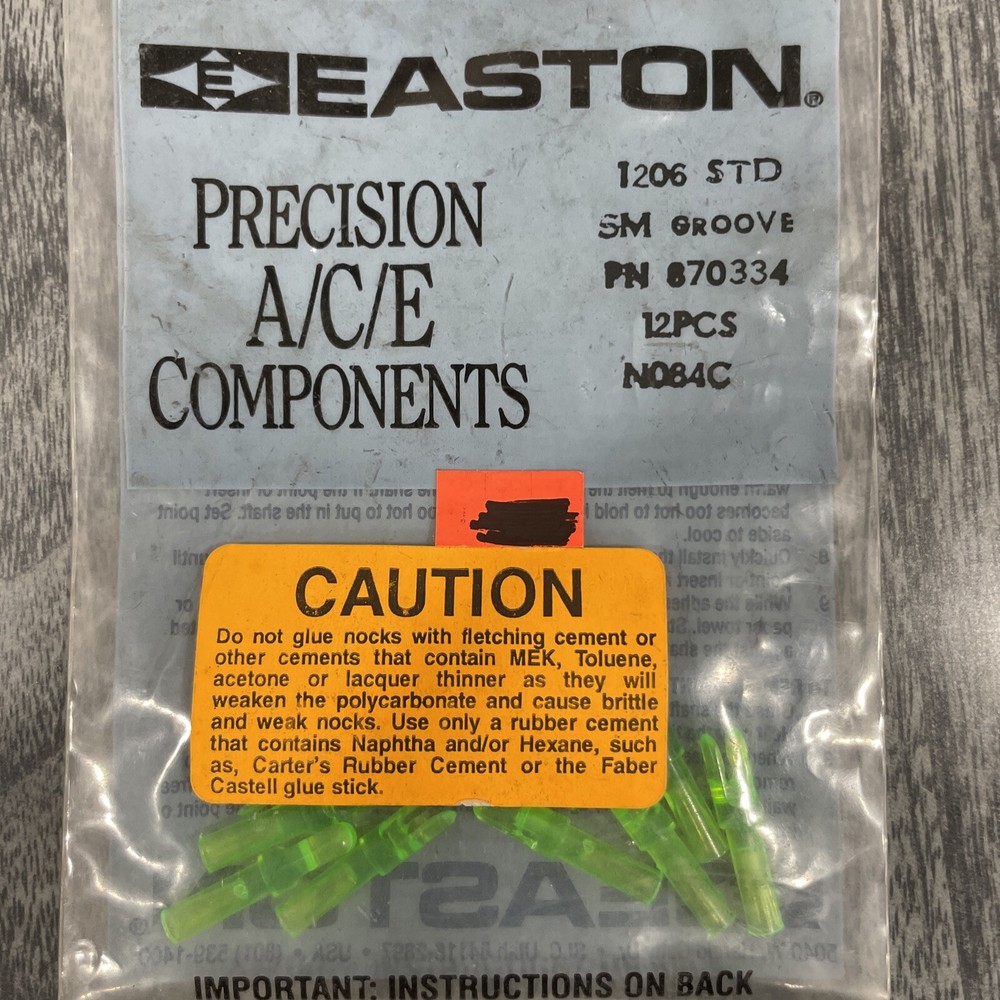 EASTON®
PRECISION
A/C/E
COMPONENTS
1206 STD
SM GROOVE
PN 870334
12PCS
N084C
CAUTION
Do not glue nocks with fletching cement or
other cements that contain MEK, Toluene,
acetone or lacquer thinner as they will
weaken the polycarbonate and cause brittle
and weak nocks. Use only a rubber cement
that contains Naphtha and/or Hexane, such
as, Carter's Rubber Cement or the Faber
Castell glue stick.
IMPORTANT: INSTRUCTIONS ON BACK